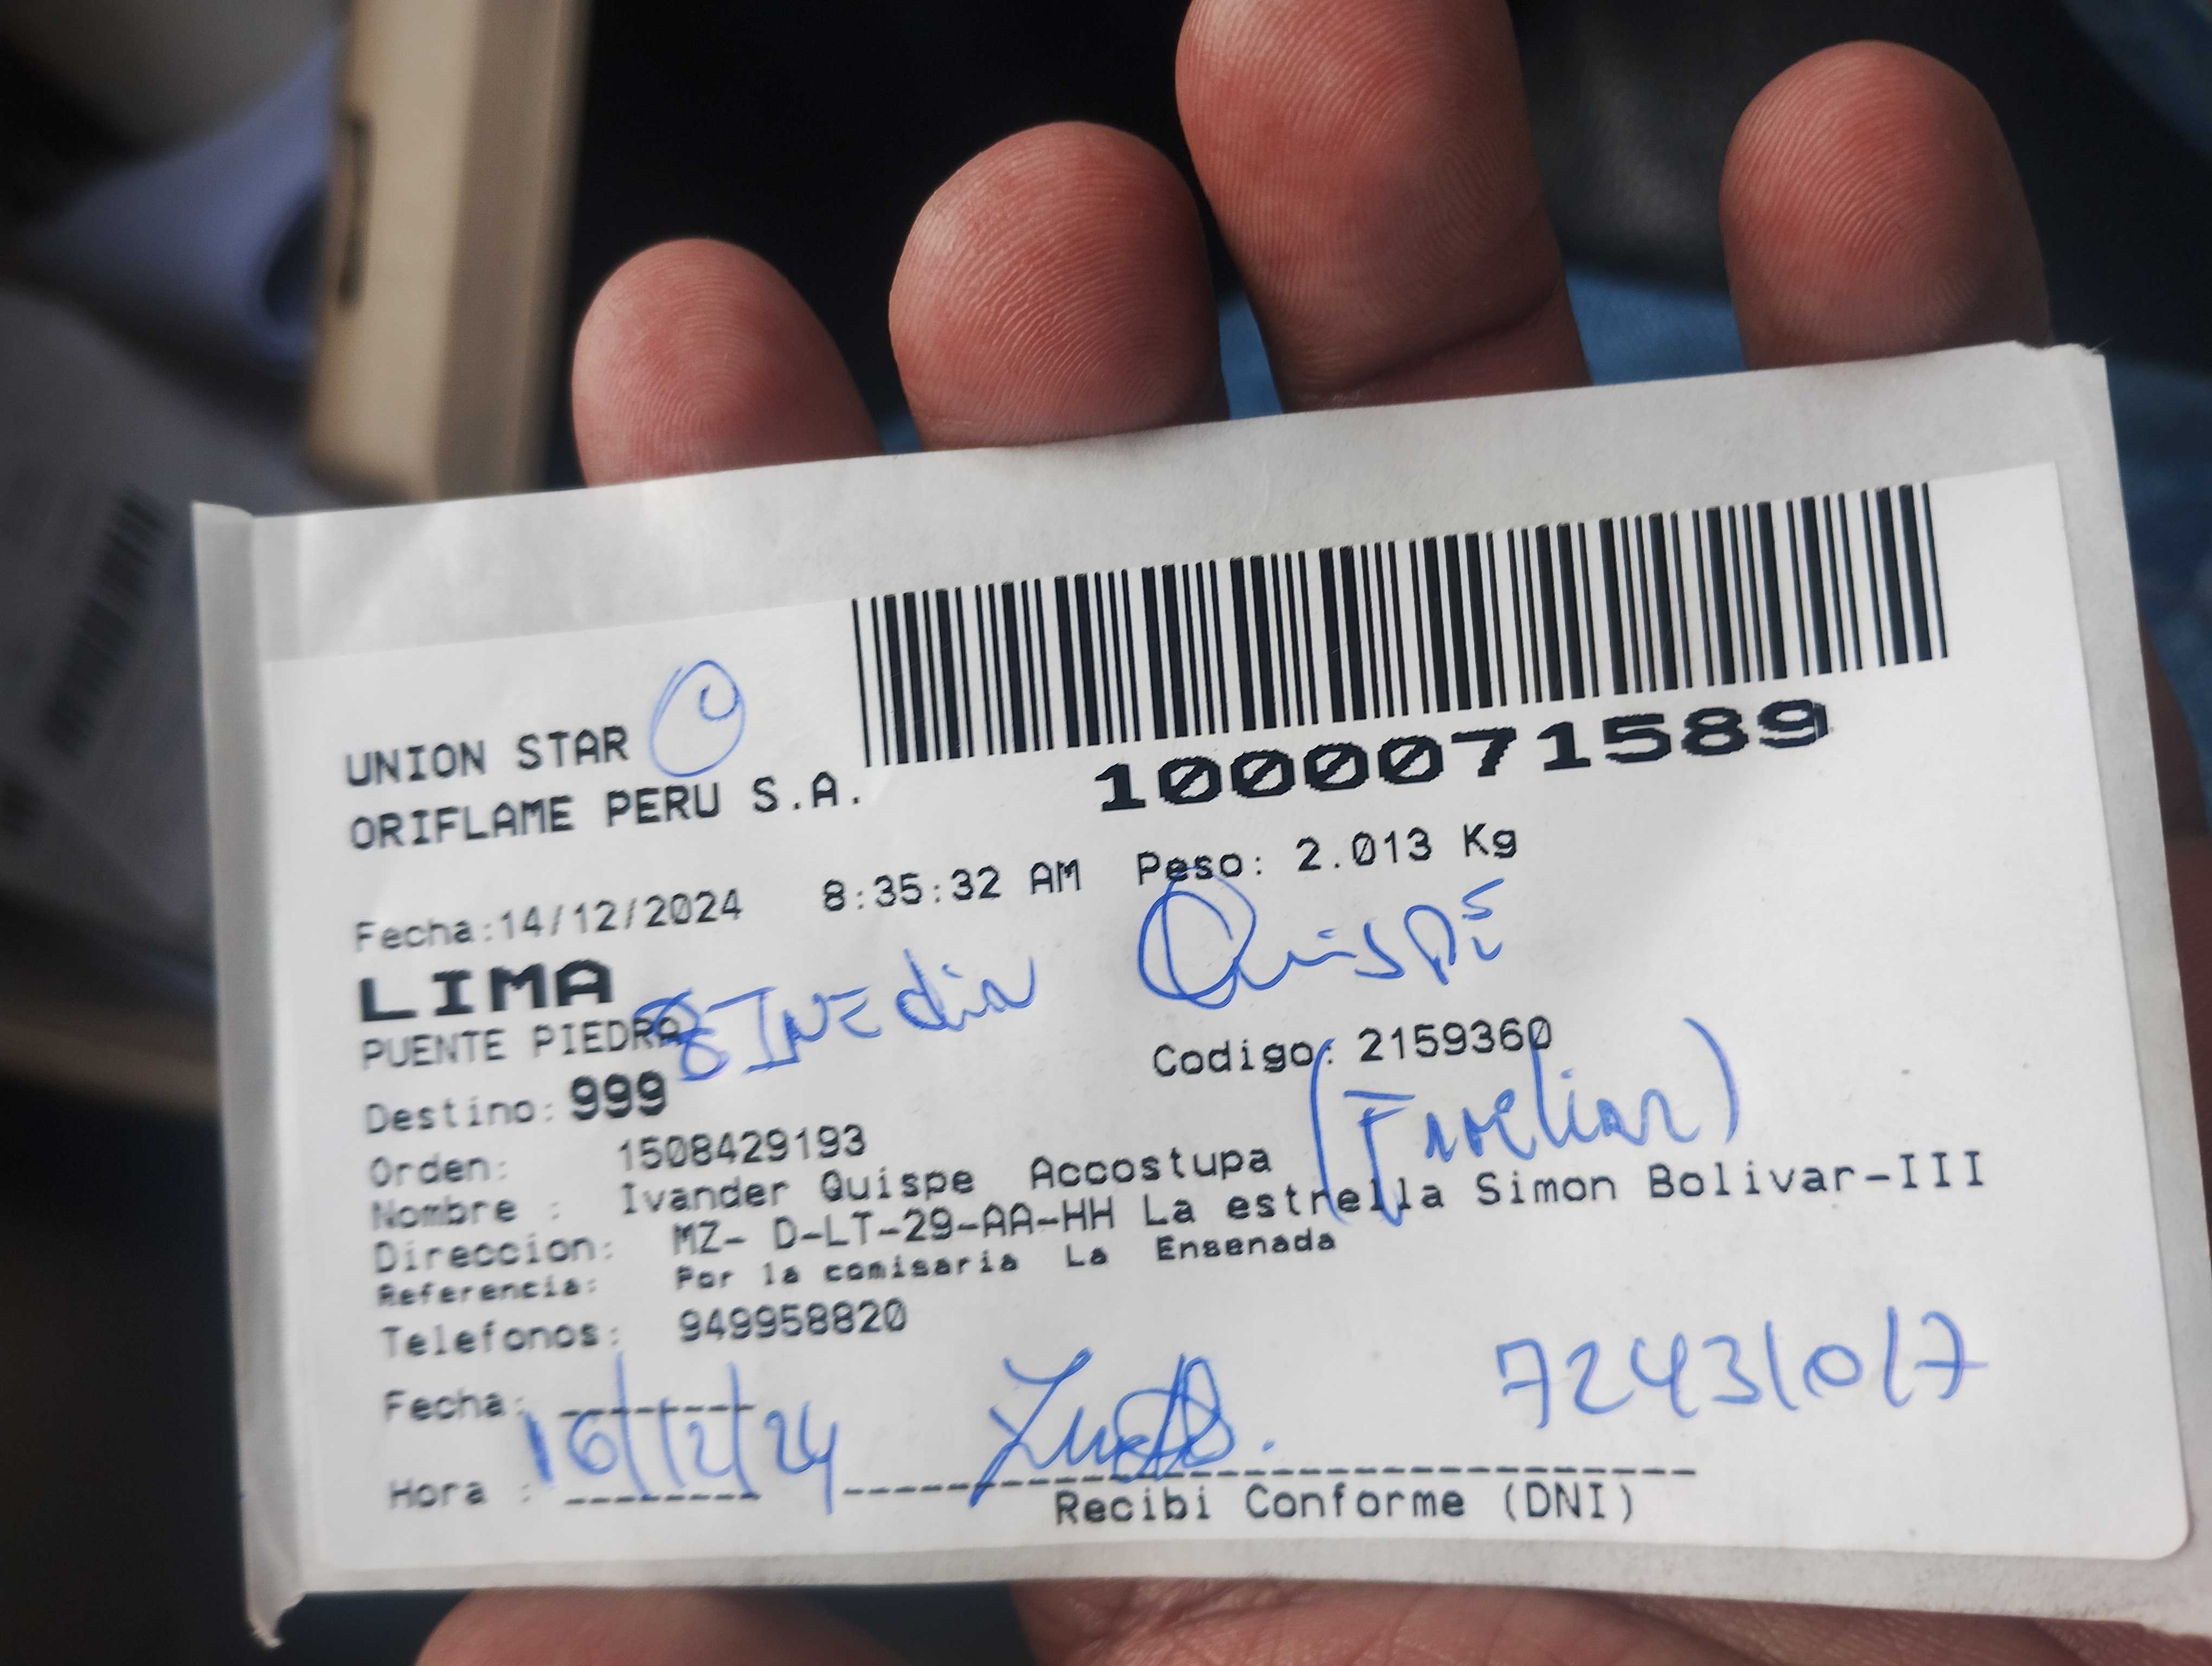 UNION STAR
ORIFLAME PERU S.A.
1000071589
Fecha:14/12/2024 8:35:32 AM Peso: 2.013 Kg
LIMA
Quispe
PUENTE PIEDRA
Codigo: 2159360
Destino: 999
(Familiar)
Orden: 1508429193
Nombre : Ivander Quispe Accostupa
Direccion: MZ- D-LT-29-AA-HH La estrella Simon Bolivar-III
Referencia: Por la comisaria La Ensenada
Telefonos: 949958820
72431017
Fecha: 16/12/24
Hora :
Recibi Conforme (DNI)